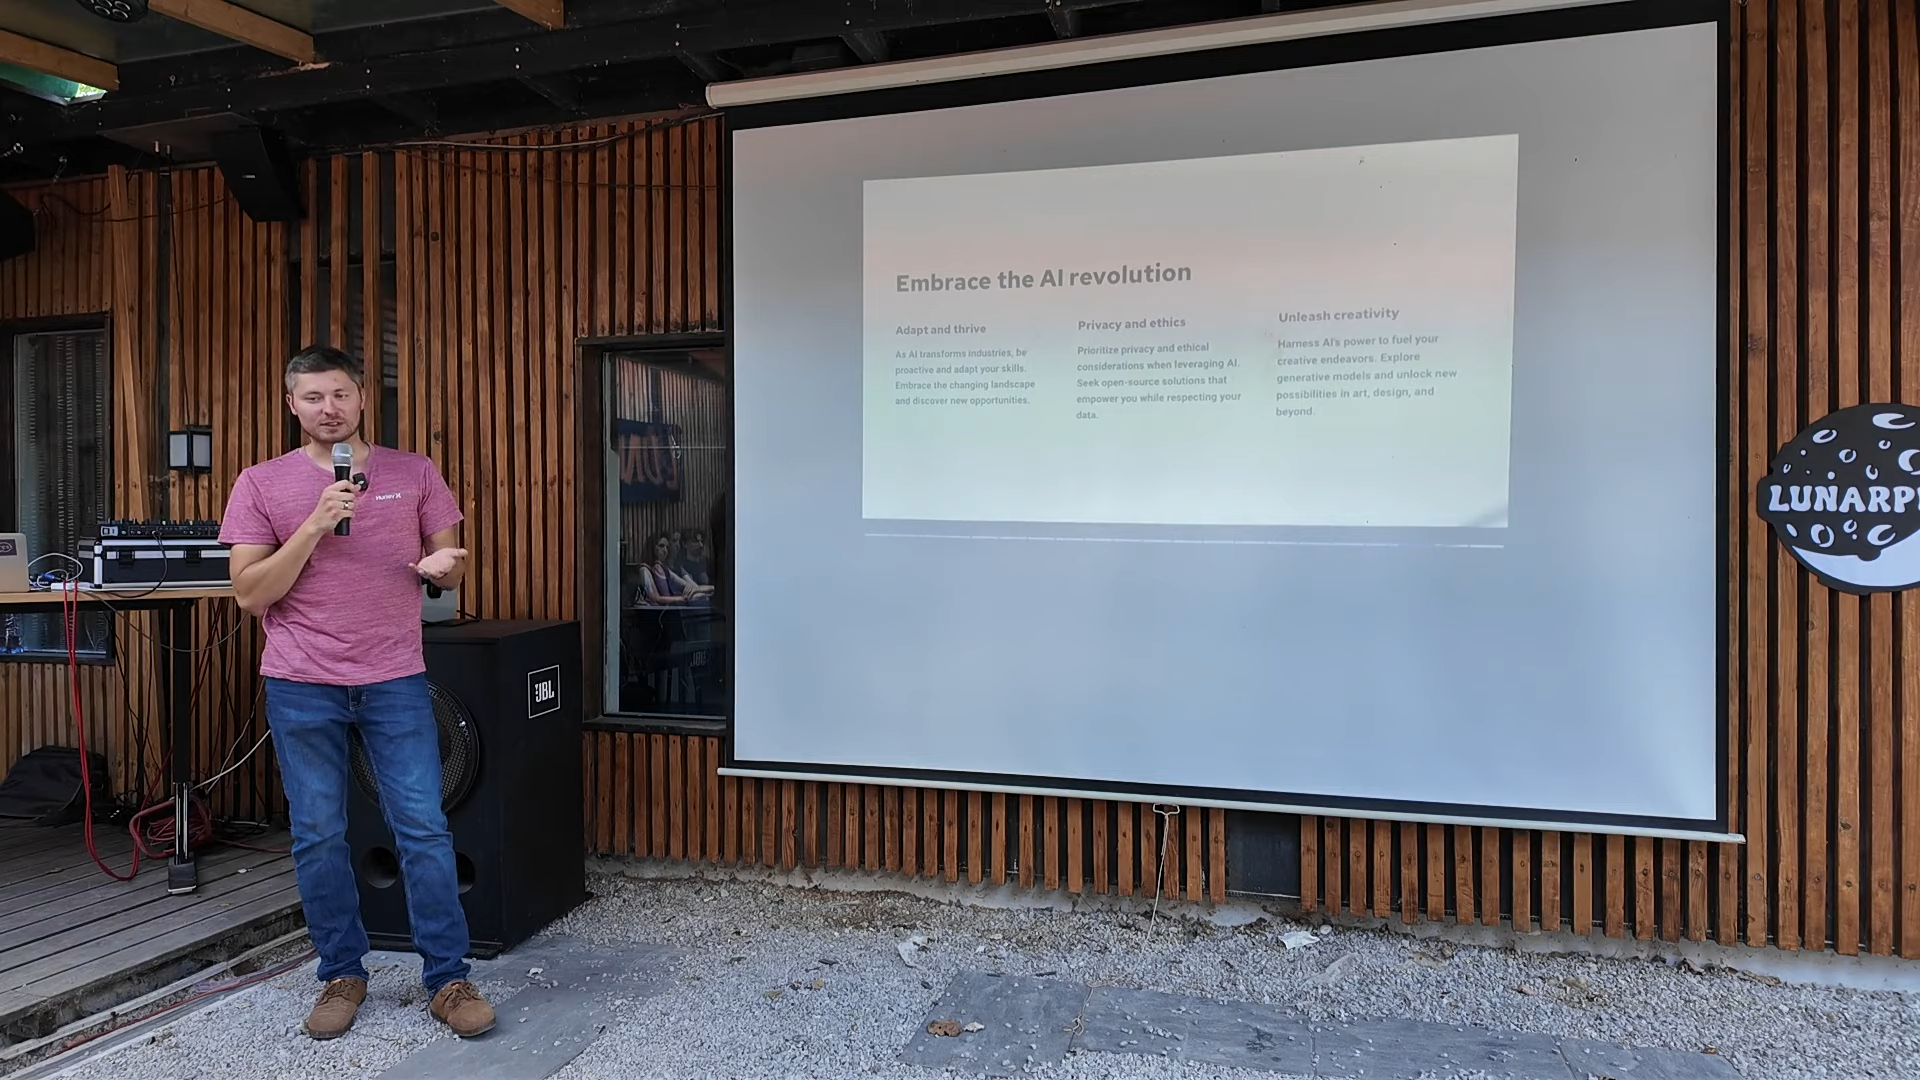 Embrace the AI revolution
Adapt and thrive
As AI transforms industries, be
proactive and adapt your skills.
Embrace the changing landscape
and discover new opportunities.
Privacy and ethics
Prioritize privacy and ethical
considerations when leveraging AI.
Seek open-source solutions that
empower you while respecting your
data.
Unleash creativity
Harness AI's power to fuel your
creative endeavors. Explore
generative models and unlock new
possibilities in art, design, and
beyond.
Hurley
JBL
LUNARP